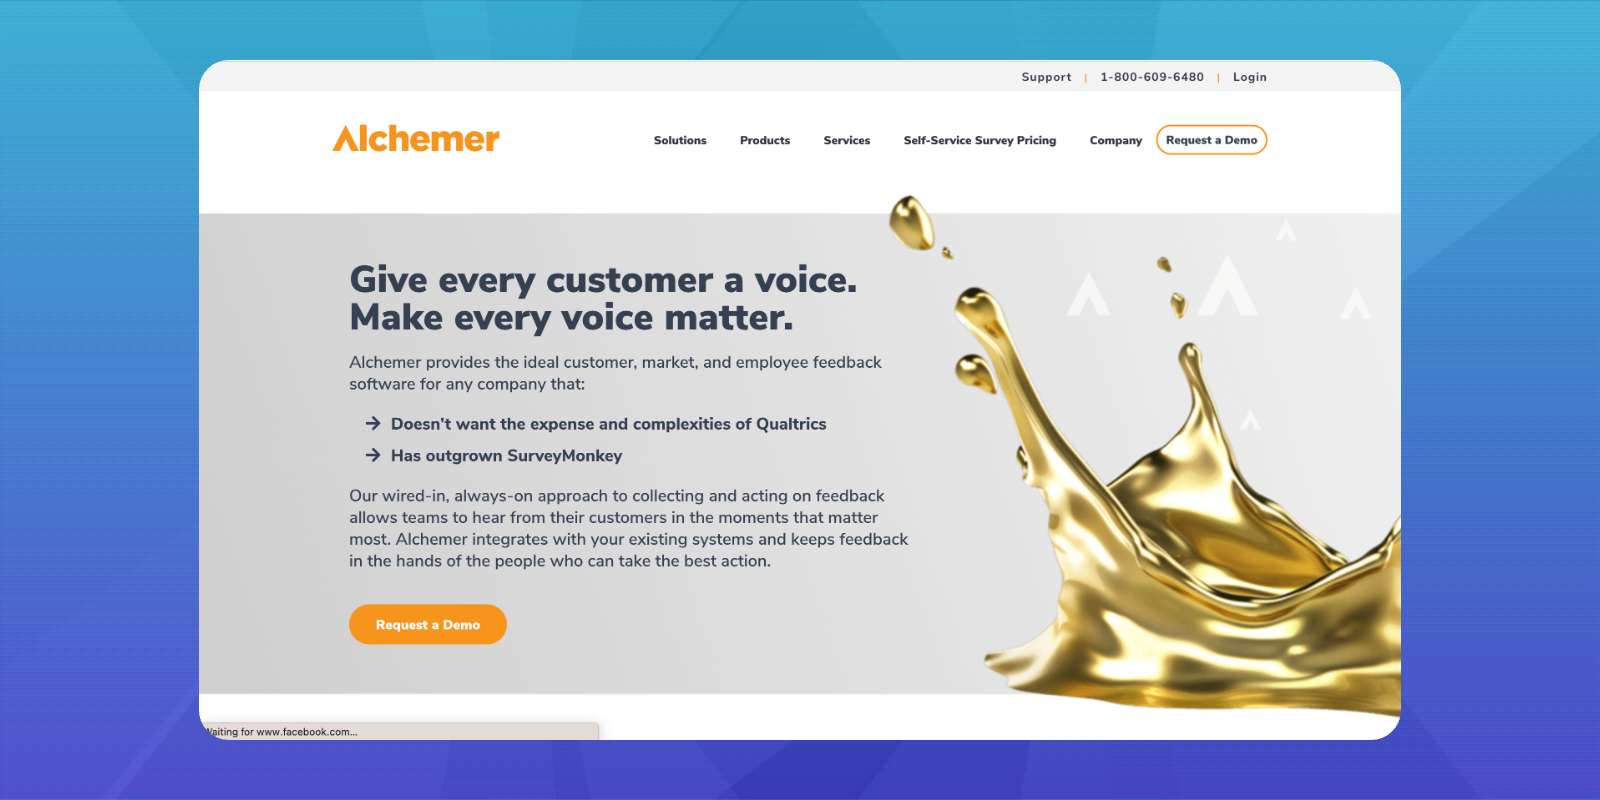 Support | 1-800-609-6480 | Login
Alchemer
Solutions Products Services Self-Service Survey Pricing Company Request a Demo
Give every customer a voice.
Make every voice matter.
Alchemer provides the ideal customer, market, and employee feedback
software for any company that:
→ Doesn't want the expense and complexities of Qualtrics
→ Has outgrown SurveyMonkey
Our wired-in, always-on approach to collecting and acting on feedback
allows teams to hear from their customers in the moments that matter
most. Alchemer integrates with your existing systems and keeps feedback
in the hands of the people who can take the best action.
Request a Demo
Waiting for www.facebook.com...